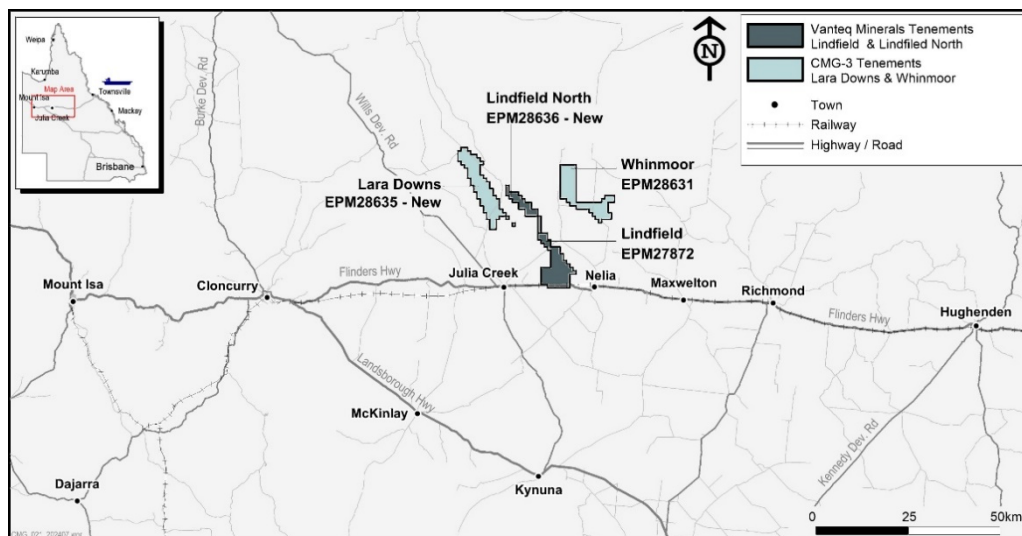 Weipa
Karumba
Map Area
Mount Isa
Julia Creek
Townsville
Mackay
Brisbane
Burke Dev. Rd
Wills Dev. Rd
N
Vanteq Minerals Tenements
Lindfield & Lindfiled North
CMG-3 Tenements
Lara Downs & Whinmoor
Town
Railway
Highway / Road
Lindfield North
EPM28636 - New
Lara Downs
EPM28635 - New
Whinmoor
EPM28631
Lindfield
EPM27872
Mount Isa
Cloncurry
Flinders Hwy
Julia Creek
Nelia
Maxwelton
Richmond
Flinders Hwy
Hughenden
Landsborough Hwy
McKinlay
Kynuna
Dajarra
Kennedy Dev. Rd
0
25
50km